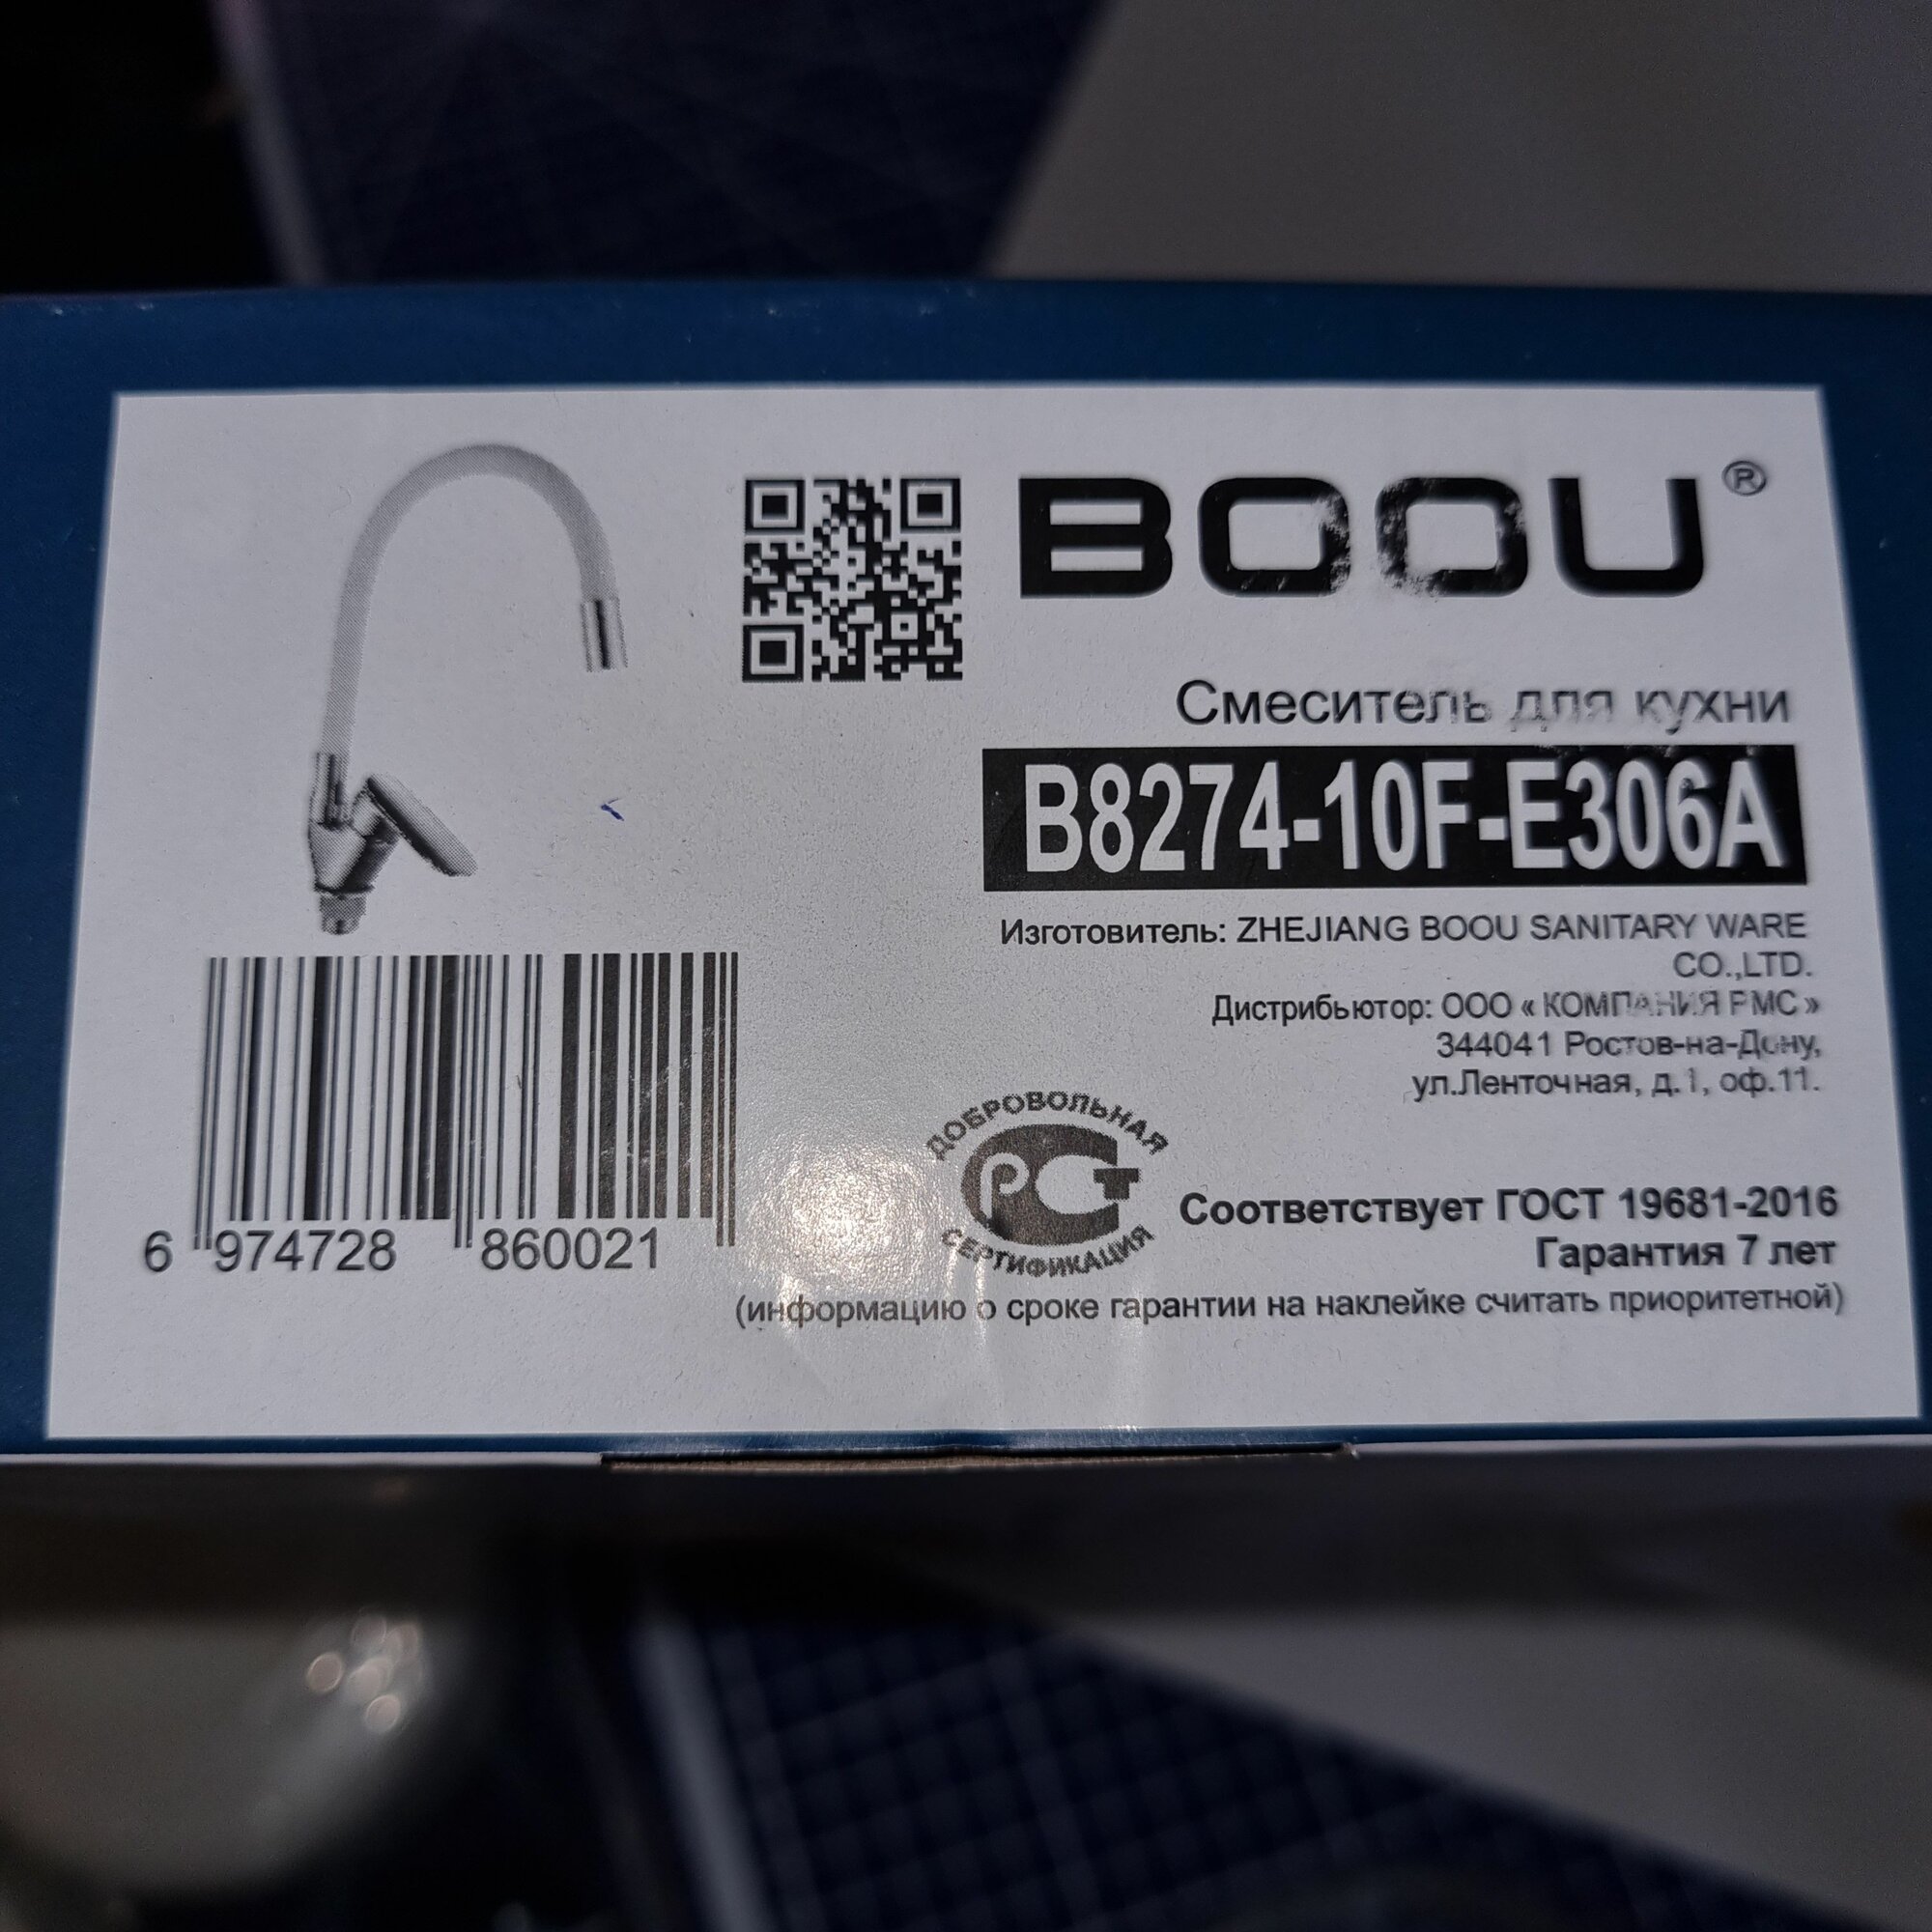 BOOU®
Смеситель для кухни
B8274-10F-E306A
Изготовитель: ZHEJIANG BOOU SANITARY WARE
CO.,LTD.
Дистрибьютор: ООО « КОМПАНИЯ РМС »
344041 Ростов-на-Дону,
ул.Ленточная, д.1, оф.11.
ДОБРОВОЛЬНАЯ
РСТ
СЕРТИФИКАЦИЯ
Соответствует ГОСТ 19681-2016
Гарантия 7 лет
(информацию о сроке гарантии на наклейке считать приоритетной)
6 974728 860021